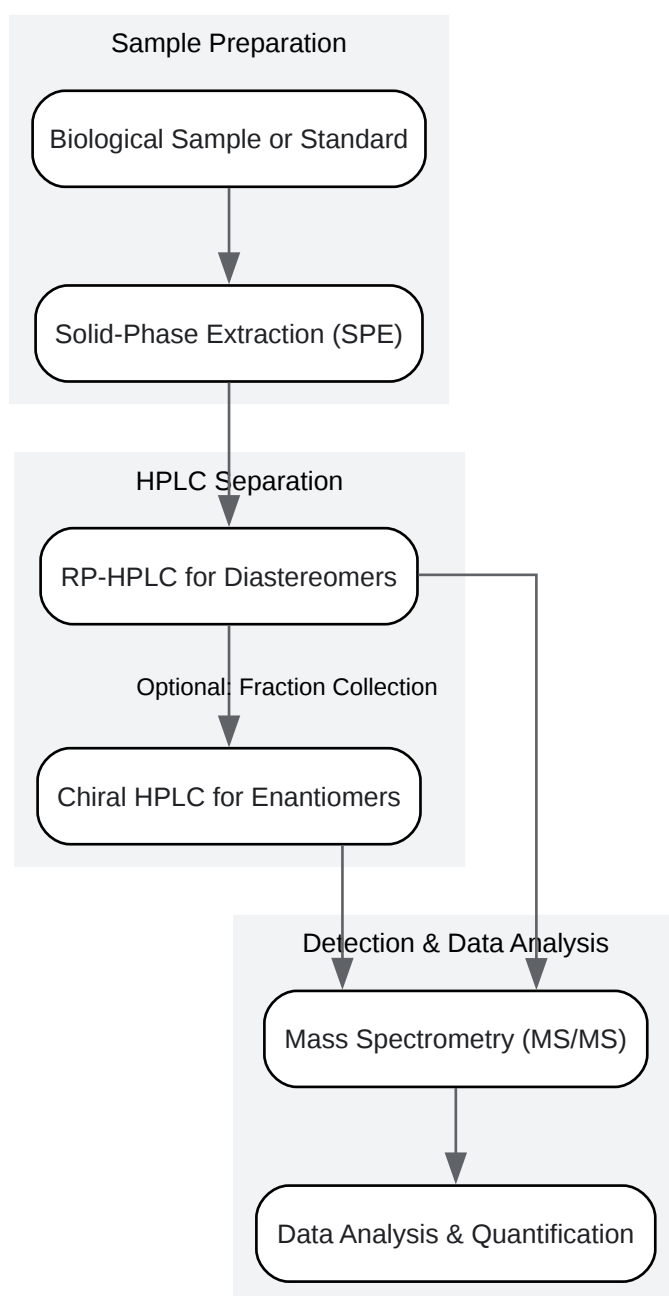 Sample Preparation
Biological Sample or Standard
Solid-Phase Extraction (SPE)
HPLC Separation
RP-HPLC for Diastereomers
Optional: Fraction Collection
Chiral HPLC for Enantiomers
Detection & Data Analysis
Mass Spectrometry (MS/MS)
Data Analysis & Quantification